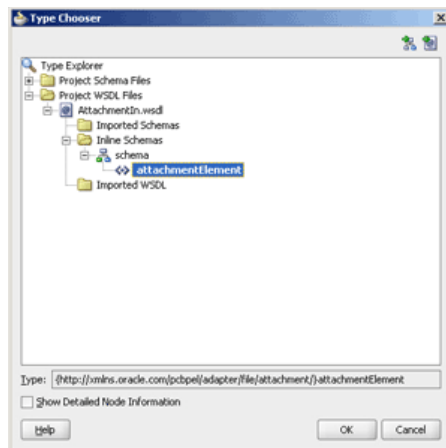 Type Chooser
Type Explorer
Project Schema Files
Project WSDL Files
AttachmentIn.wsdl
Imported Schemas
Inline Schemas
schema
attachmentElement
Imported WSDL
Type: {http://xmlns.oracle.com/pcbpel/adapter/file/attachment/}attachmentElement
Show Detailed Node Information
Help OK Cancel